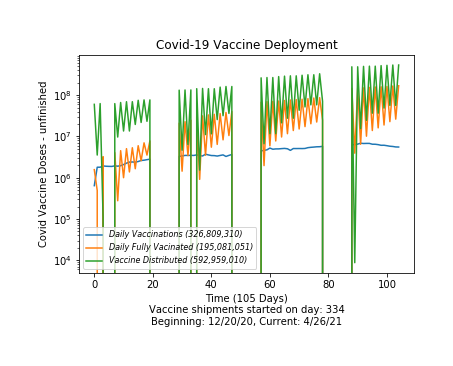 Covid-19 Vaccine Deployment
Covid Vaccine Doses - unfinished
10⁸
10⁷
10⁶
10⁵
10⁴
Daily Vaccinations (326,809,310)
Daily Fully Vacinated (195,081,051)
Vaccine Distributed (592,959,010)
0 20 40 60 80 100
Time (105 Days)
Vaccine shipments started on day: 334
Beginning: 12/20/20, Current: 4/26/21